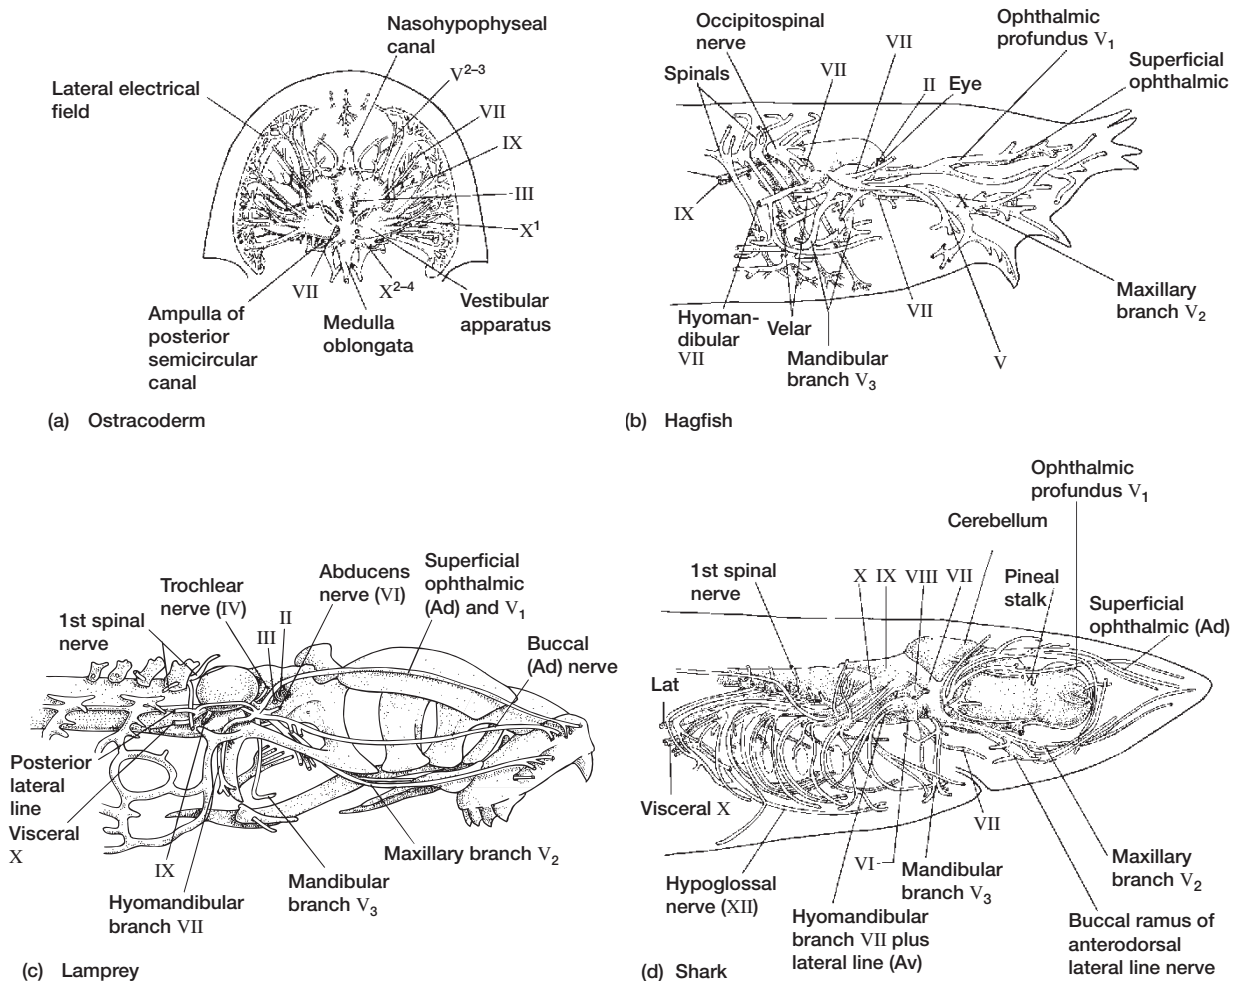 Nasohypophyseal
canal
Lateral electrical
field
V2–3
VII
IX
III
X1
VII
X2–4
Ampulla of
posterior
semicircular
canal
Medulla
oblongata
Vestibular
apparatus
(a) Ostracoderm
Occipitospinal
nerve
Spinals
VII
VII
II
Eye
Ophthalmic
profundus V1
Superficial
ophthalmic
IX
X
Hyoman-
dibular
VII
Velar
Mandibular
branch V3
VII
V
Maxillary
branch V2
(b) Hagfish
1st spinal
nerve
Trochlear
nerve (IV)
III
II
Abducens
nerve (VI)
Superficial
ophthalmic
(Ad) and V1
Buccal
(Ad) nerve
Posterior
lateral
line
Visceral
X
IX
Hyomandibular
branch VII
Mandibular
branch V3
Maxillary branch V2
(c) Lamprey
1st spinal
nerve
X
IX
VIII
VII
Cerebellum
Pineal
stalk
Ophthalmic
profundus V1
Superficial
ophthalmic (Ad)
Lat
Visceral X
Hypoglossal
nerve (XII)
VI
Hyomandibular
branch VII plus
lateral line (Av)
Mandibular
branch V3
VII
Maxillary
branch V2
Buccal ramus of
anterodorsal
lateral line nerve
(d) Shark